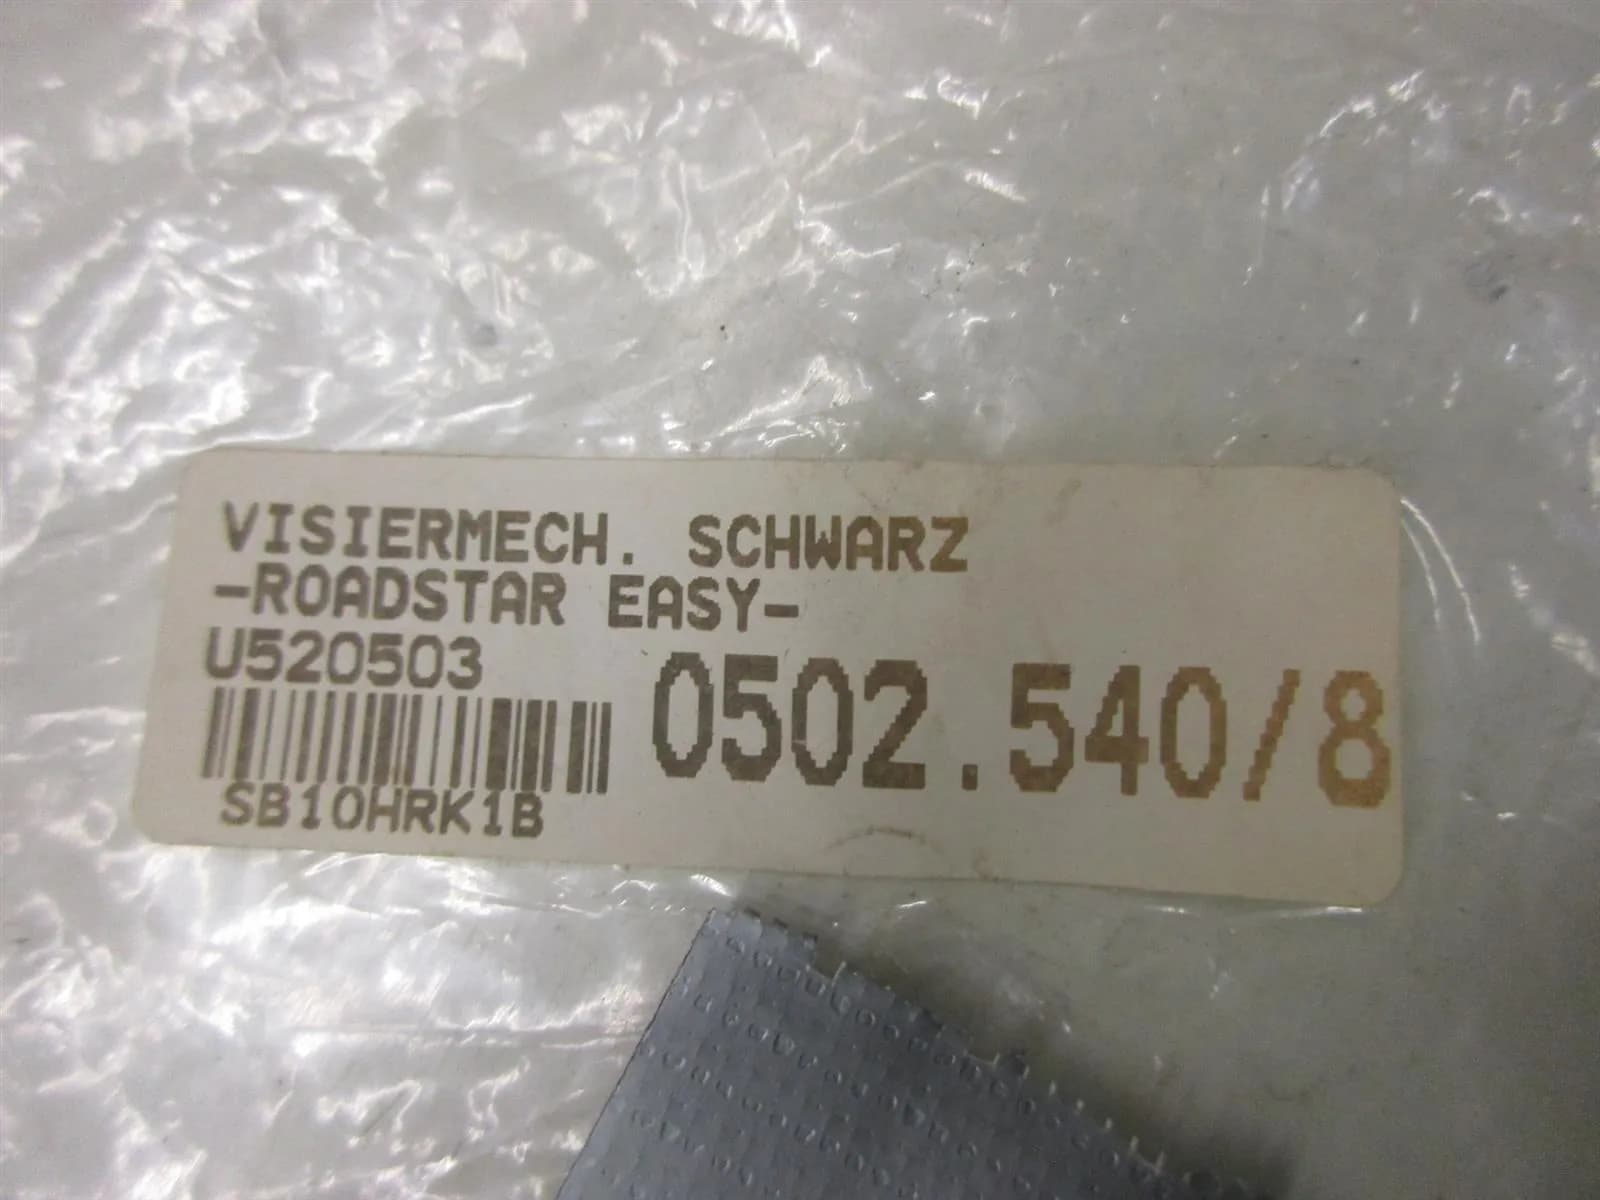 VISIERMECH. SCHWARZ
-ROADSTAR EASY-
U520503
0502.540/8
SB10HRK1B